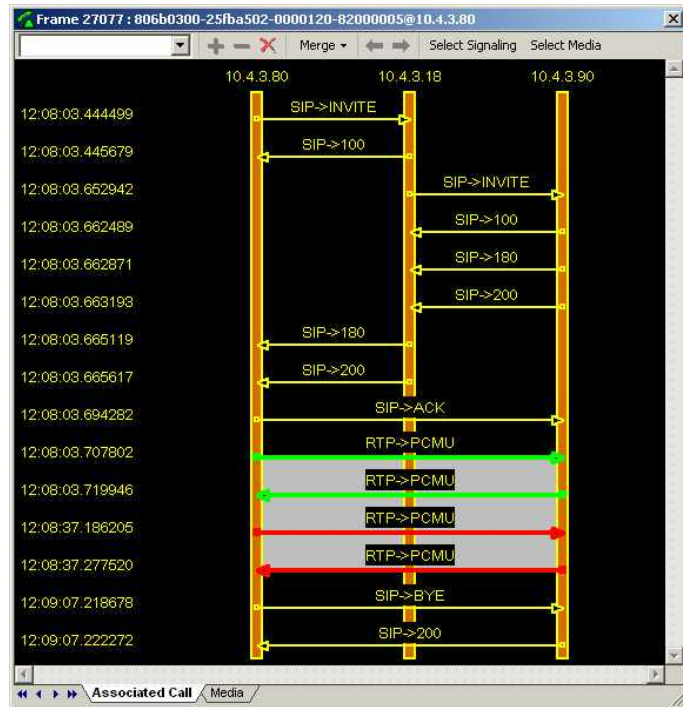 Frame 27077 : 806b0300-25fba502-0000120-82000005@10.4.3.80
Merge Select Signaling Select Media
10.4.3.80 10.4.3.18 10.4.3.90
12:08:03.444499 SIP->INVITE
12:08:03.445679 SIP->100
12:08:03.652942 SIP->INVITE
12:08:03.662489 SIP->100
12:08:03.662871 SIP->180
12:08:03.663193 SIP->200
12:08:03.665119 SIP->180
12:08:03.665617 SIP->200
12:08:03.694282 SIP->ACK
12:08:03.707802 RTP->PCMU
12:08:03.719946 RTP->PCMU
12:08:37.186205 RTP->PCMU
12:08:37.277520 RTP->PCMU
12:09:07.218678 SIP->BYE
12:09:07.222272 SIP->200
Associated Call Media